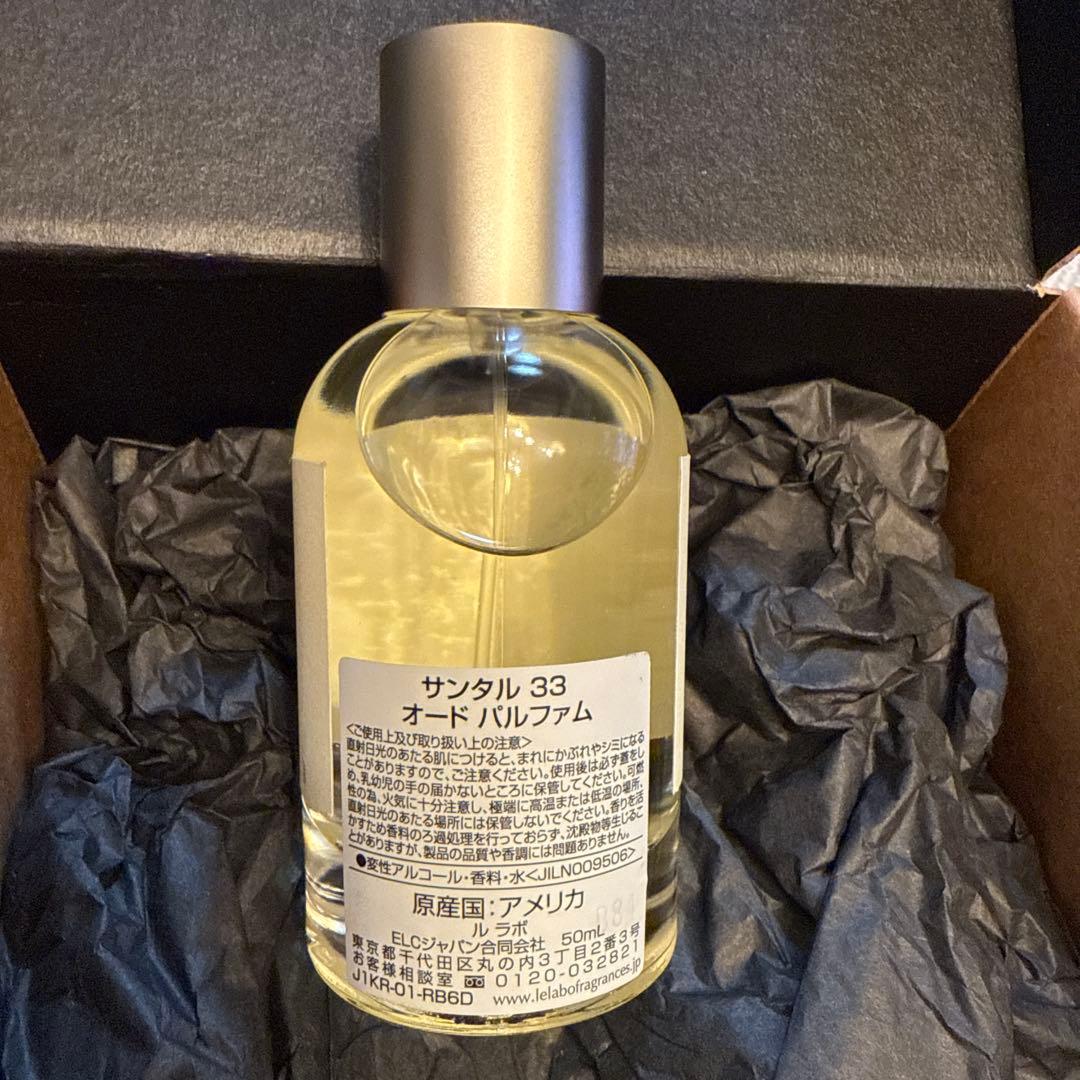 サンタル 33
オード パルファム
<ご使用上及び取り扱い上の注意>
直射日光のあたる肌につけると、まれにかぶれやシミになる
ことがありますので、ご注意ください。使用後は必ず蓋をし
め、乳幼児の手の届かないところに保管してください。可燃
性の為、火気に十分注意し、極端に高温または低温の場所、
直射日光のあたる場所には保管しないでください。香りを活
かすため香料のろ過処理を行っておらず、沈殿物等生じるこ
とがありますが、製品の品質や香調には問題ありません。
●変性アルコール・香料・水<JILN009506>
原産国：アメリカ
ル ラボ
ELCジャパン合同会社 50mL
東京都千代田区丸の内3丁目2番3号
お客様相談室 0120-032821
J1KR-01-RB6D www.lelabofragrances.jp